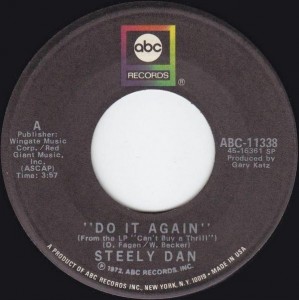 abc
RECORDS
A
Publisher:
Wingate Music
Corp./Red
Giant Music,
Inc.
(ASCAP)
Time: 3:57
ABC-11338
45-16361 SP
Produced by
Gary Katz
"DO IT AGAIN"
(From the LP "Can't Buy a Thrill")
(D. Fagen/W. Becker)
STEELY DAN
© 1972, ABC RECORDS, INC.
A PRODUCT OF ABC RECORDS, INC. NEW YORK, N.Y. 10019 • MADE IN USA